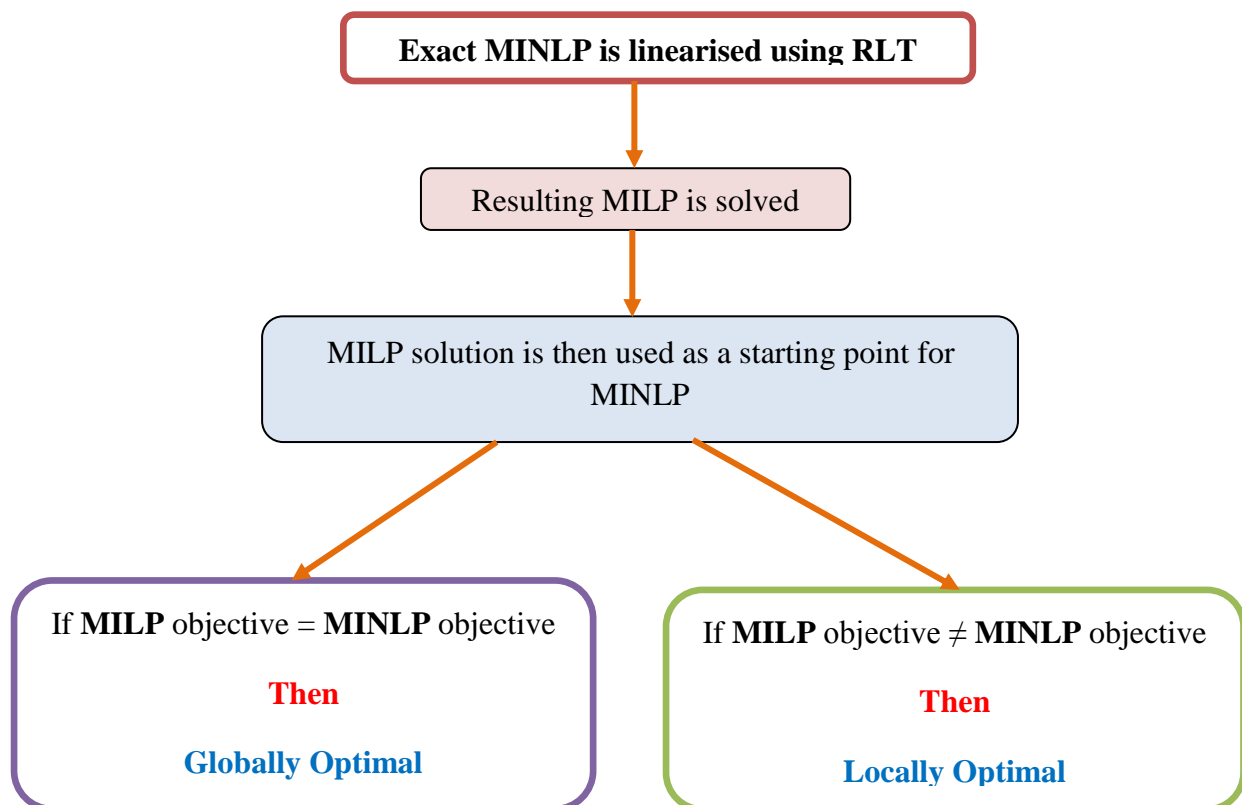 Exact MINLP is linearised using RLT
Resulting MILP is solved
MILP solution is then used as a starting point for
MINLP
If MILP objective = MINLP objective
Then
Globally Optimal
If MILP objective ≠ MINLP objective
Then
Locally Optimal